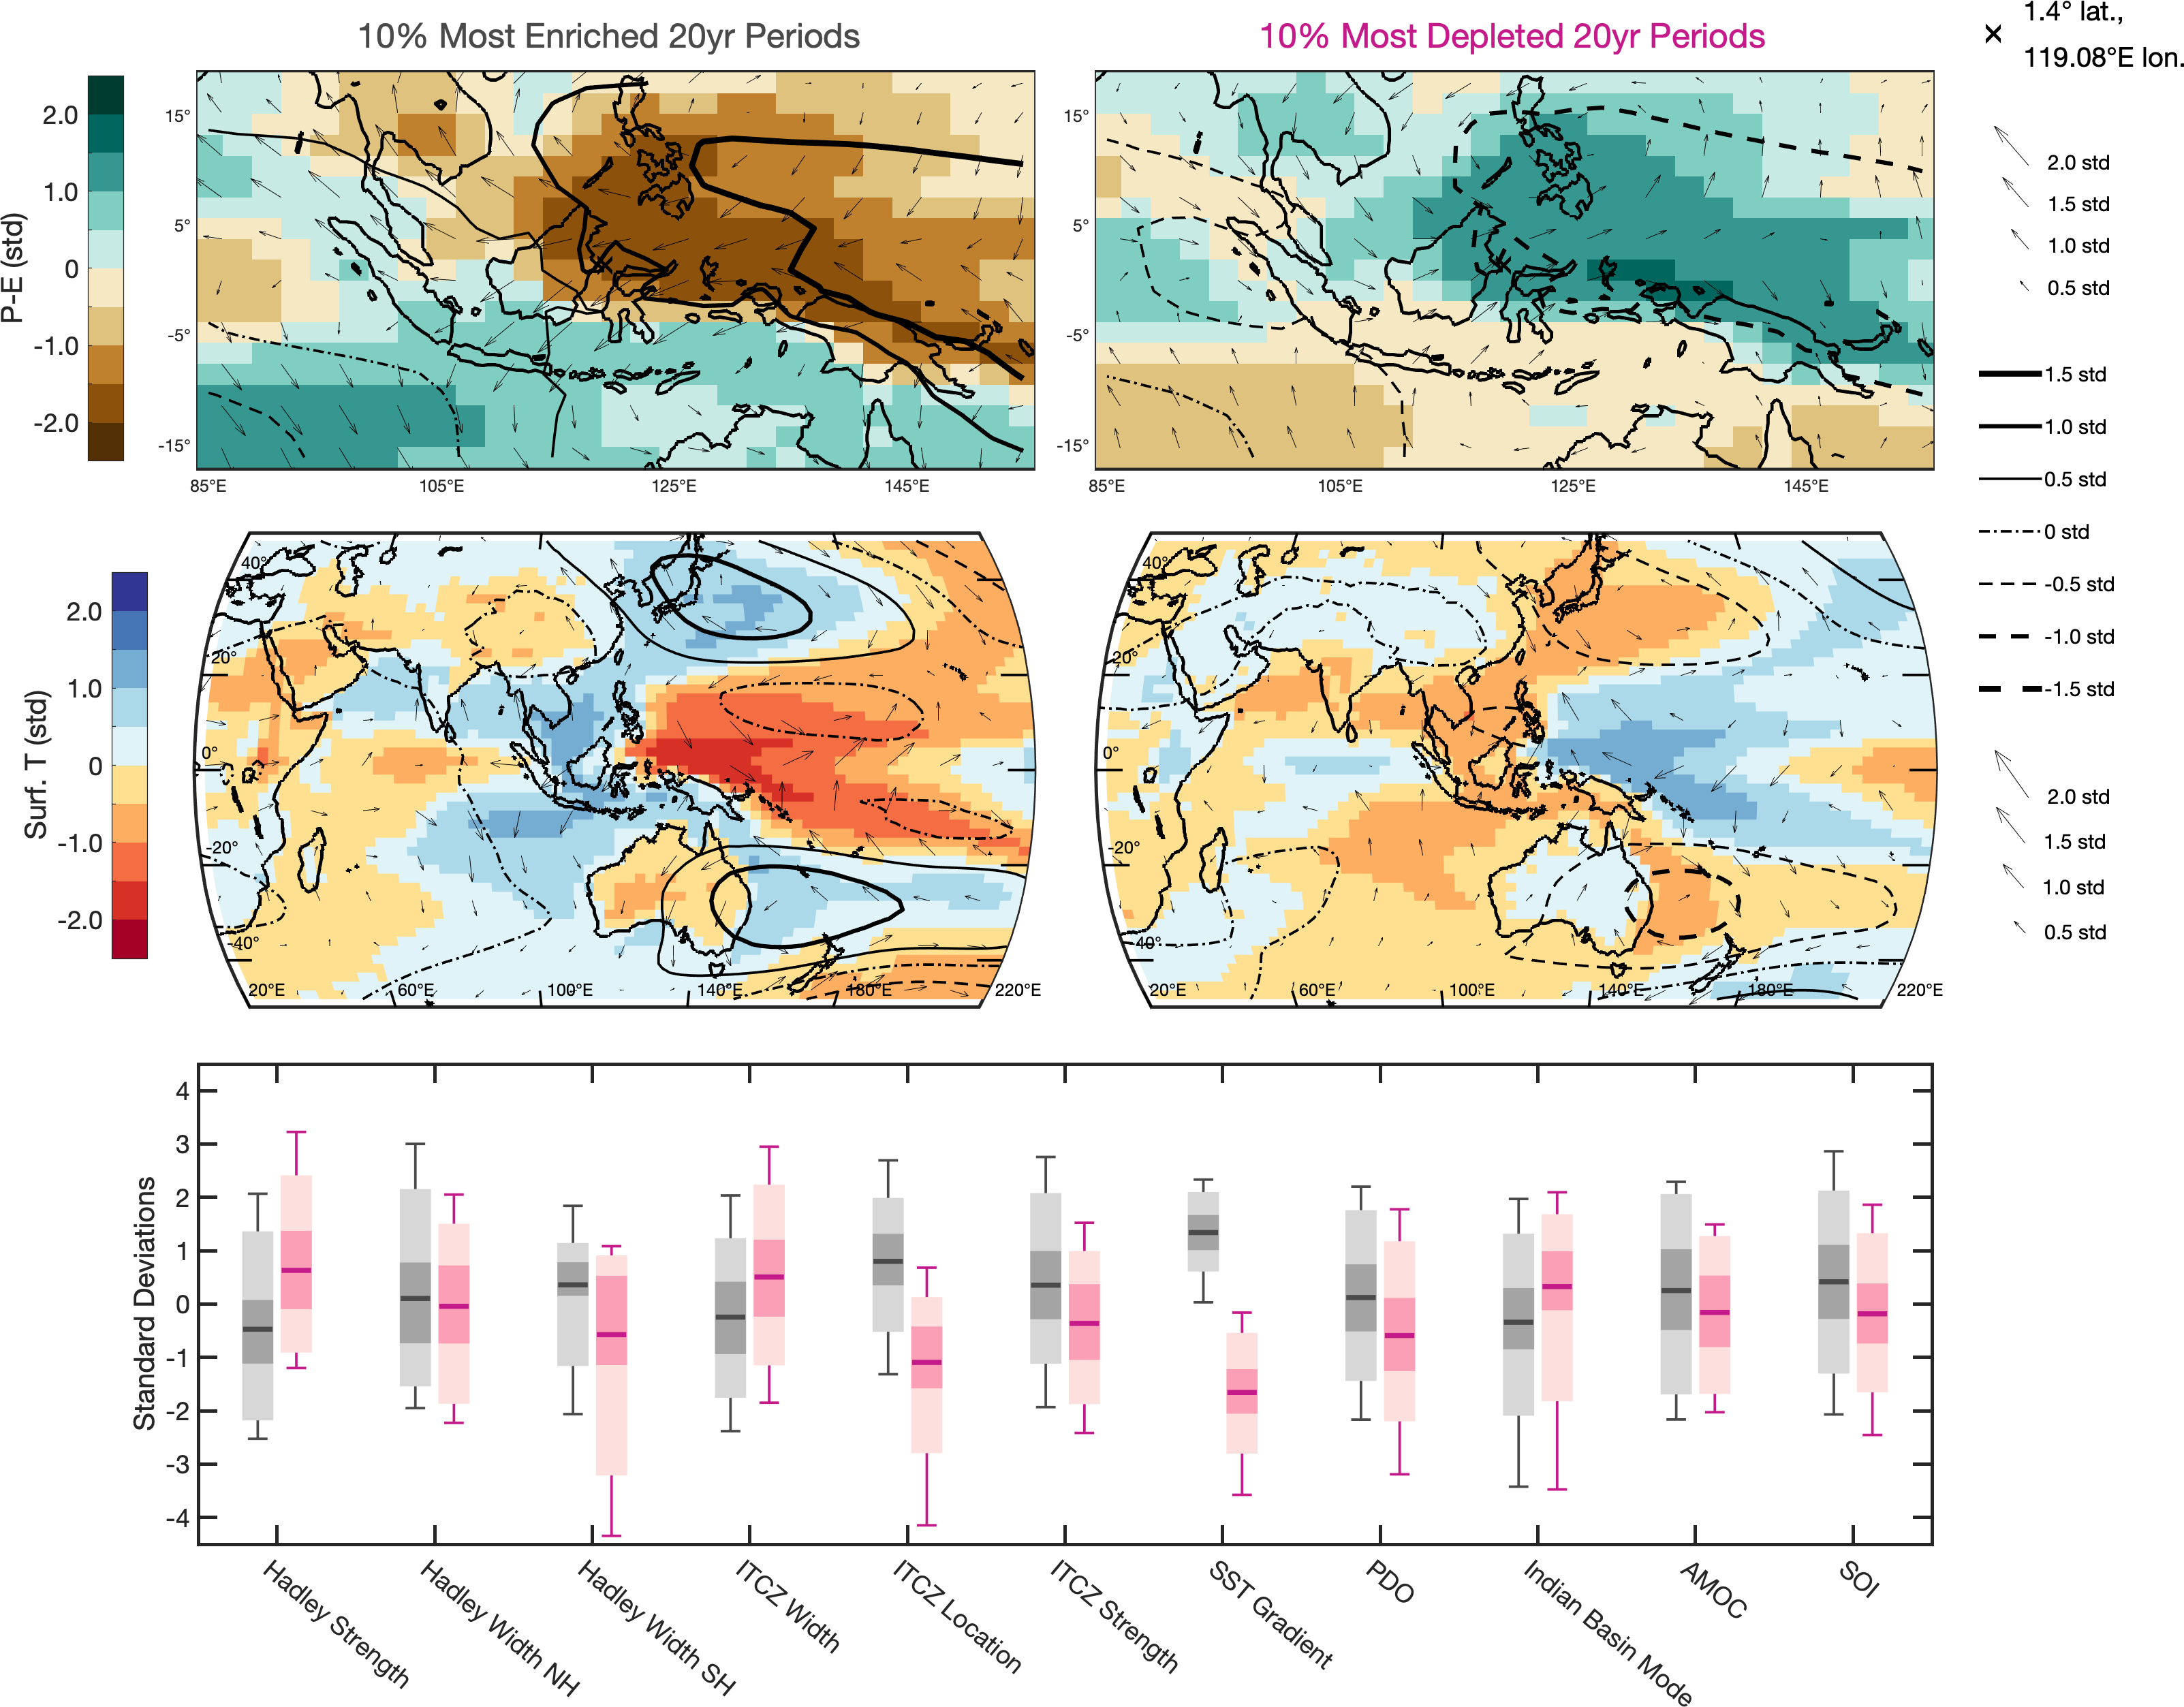 10% Most Enriched 20yr Periods
10% Most Depleted 20yr Periods
1.4° lat.,
119.08°E lon.
P-E (std)
2.0
1.0
0
-1.0
-2.0
15°
5°
-5°
-15°
85°E
105°E
125°E
145°E
15°
5°
-5°
-15°
85°E
105°E
125°E
145°E
2.0 std
1.5 std
1.0 std
0.5 std
1.5 std
1.0 std
0.5 std
0 std
-0.5 std
-1.0 std
-1.5 std
Surf. T (std)
2.0
1.0
0
-1.0
-2.0
40°
20°
0°
-20°
-40°
20°E
60°E
100°E
140°E
180°E
220°E
40°
20°
0°
-20°
-40°
20°E
60°E
100°E
140°E
180°E
220°E
2.0 std
1.5 std
1.0 std
0.5 std
Standard Deviations
4
3
2
1
0
-1
-2
-3
-4
Hadley Strength
Hadley Width NH
Hadley Width SH
ITCZ Width
ITCZ Location
ITCZ Strength
SST Gradient
PDO
Indian Basin Mode
AMOC
SOI